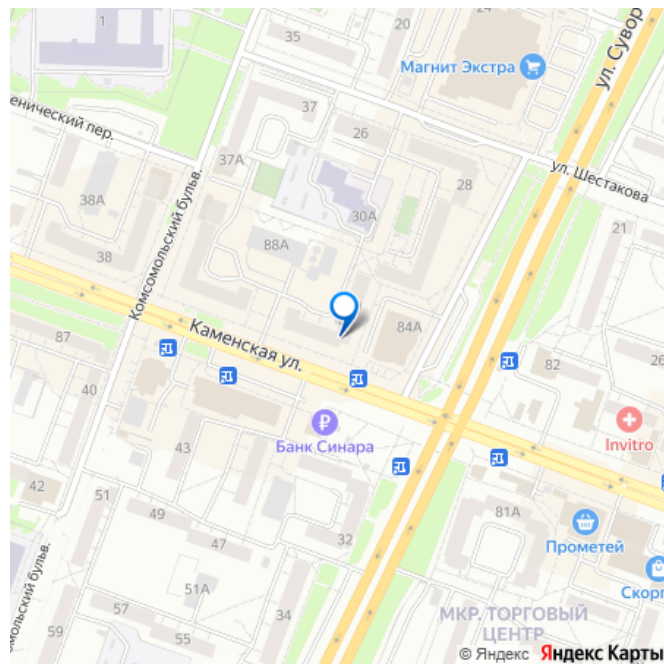 1
35
20
24
ул. Сувор
Магнит Экстра
енический пер.
37
26
37А
28
ул. Шестакова
38А
30А
21
88А
38
Комсомольский бульв.
87
Каменская ул.
84А
82
26
40
Банк Синара
Invitro
43
42
51
49
47
32
81А
Прометей
51А
Скорп
57
55
34
59
омольский бульв.
МКР. ТОРГОВЫЙ
ЦЕНТР
© Яндекс Яндекс Карты